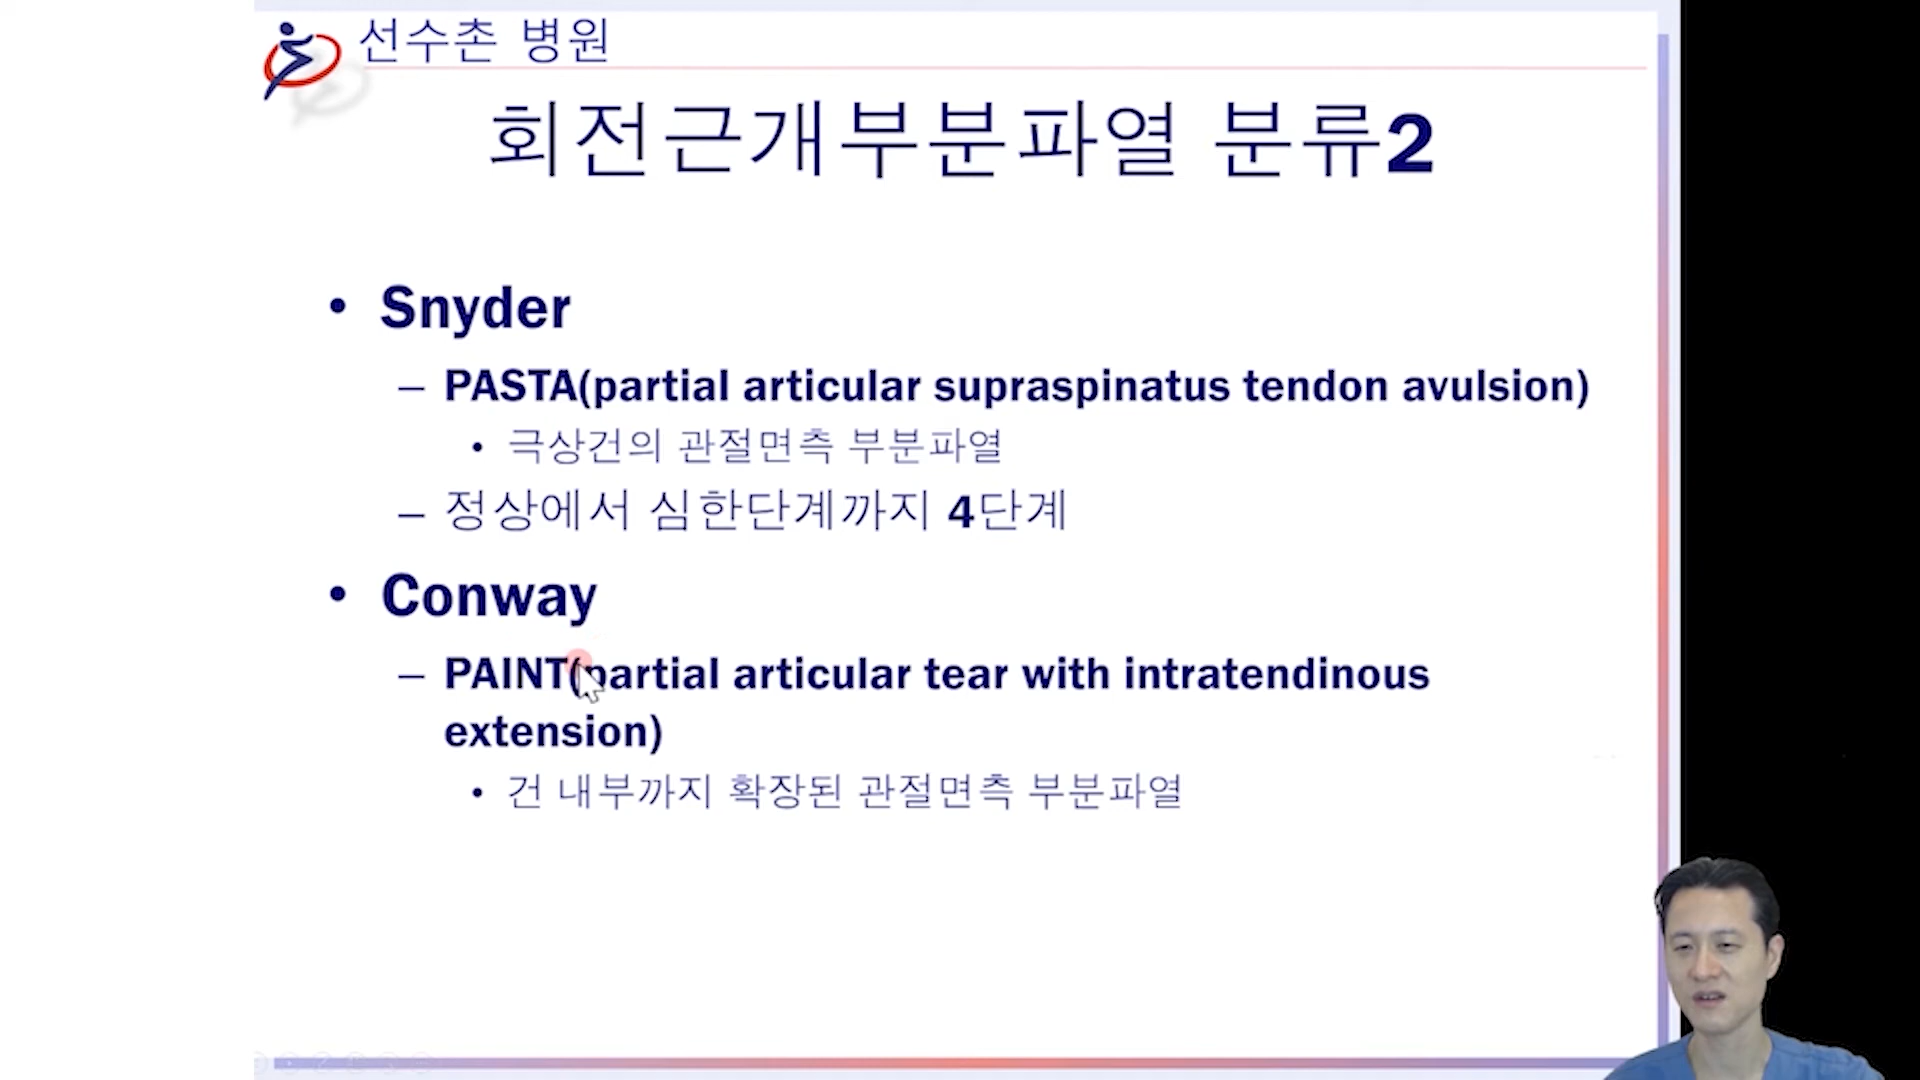 선수촌 병원
회전근개부분파열 분류2
• Snyder
– PASTA(partial articular supraspinatus tendon avulsion)
• 극상건의 관절면측 부분파열
– 정상에서 심한단계까지 4단계
• Conway
– PAINT(partial articular tear with intratendinous
extension)
• 건 내부까지 확장된 관절면측 부분파열